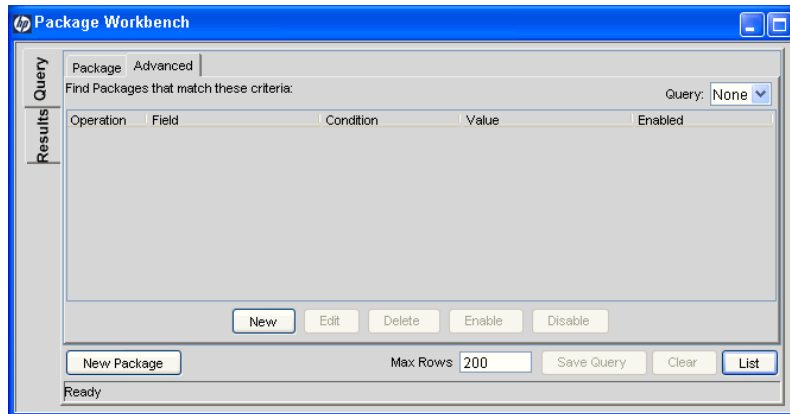 hp Package Workbench
Query
Results
Package Advanced
Find Packages that match these criteria:
Query: None
Operation Field Condition Value Enabled
New Edit Delete Enable Disable
New Package Max Rows 200 Save Query Clear List
Ready